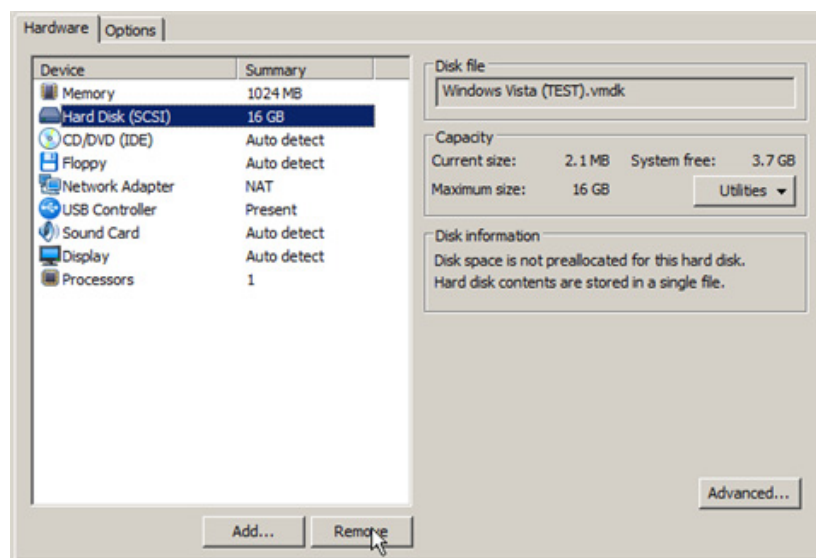 Hardware Options
Device Summary
Memory 1024 MB
Hard Disk (SCSI) 16 GB
CD/DVD (IDE) Auto detect
Floppy Auto detect
Network Adapter NAT
USB Controller Present
Sound Card Auto detect
Display Auto detect
Processors 1
Add... Remove
Disk file
Windows Vista (TEST).vmdk
Capacity
Current size: 2.1 MB System free: 3.7 GB
Maximum size: 16 GB Utilities
Disk information
Disk space is not preallocated for this hard disk.
Hard disk contents are stored in a single file.
Advanced...